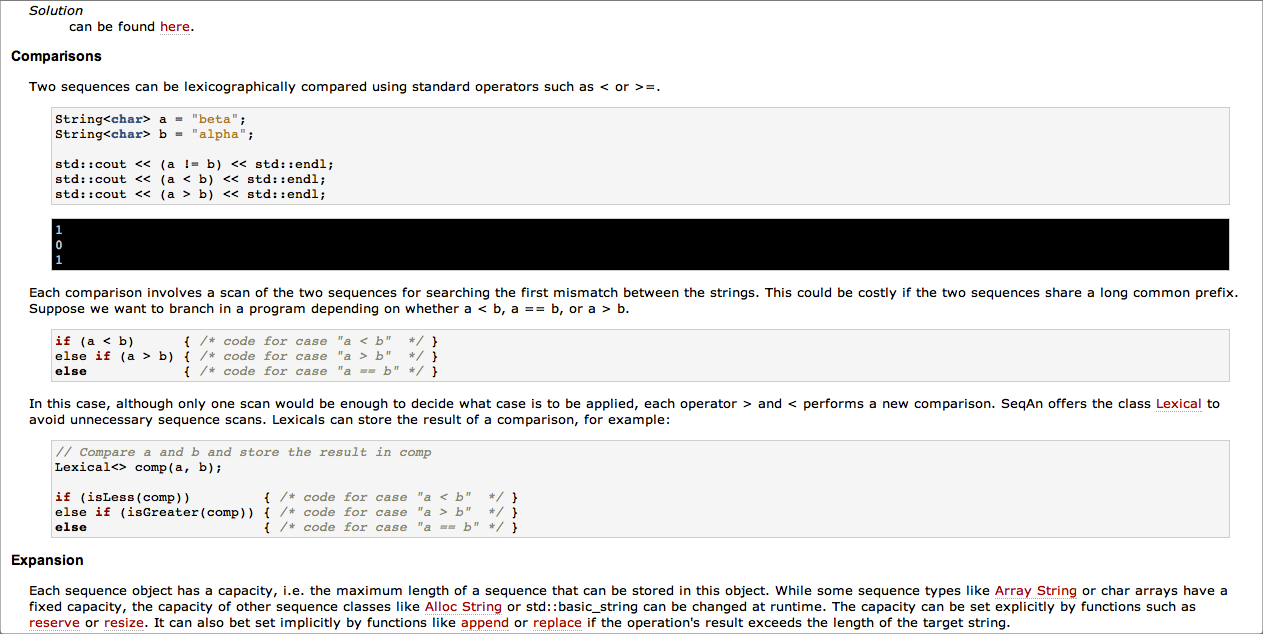 Solution
can be found here.
Comparisons
Two sequences can be lexicographically compared using standard operators such as < or >=.
String<char> a = "beta";
String<char> b = "alpha";
std::cout << (a != b) << std::endl;
std::cout << (a < b) << std::endl;
std::cout << (a > b) << std::endl;
1
0
1
Each comparison involves a scan of the two sequences for searching the first mismatch between the strings. This could be costly if the two sequences share a long common prefix.
Suppose we want to branch in a program depending on whether a < b, a == b, or a > b.
if (a < b)      { /* code for case "a < b"  */ }
else if (a > b) { /* code for case "a > b"  */ }
else            { /* code for case "a == b" */ }
In this case, although only one scan would be enough to decide what case is to be applied, each operator > and < performs a new comparison. SeqAn offers the class Lexical to
avoid unnecessary sequence scans. Lexicals can store the result of a comparison, for example:
// Compare a and b and store the result in comp
Lexical<> comp(a, b);
if (isLess(comp))         { /* code for case "a < b"  */ }
else if (isGreater(comp)) { /* code for case "a > b"  */ }
else                      { /* code for case "a == b" */ }
Expansion
Each sequence object has a capacity, i.e. the maximum length of a sequence that can be stored in this object. While some sequence types like Array String or char arrays have a
fixed capacity, the capacity of other sequence classes like Alloc String or std::basic_string can be changed at runtime. The capacity can be set explicitly by functions such as
reserve or resize. It can also bet set implicitly by functions like append or replace if the operation's result exceeds the length of the target string.